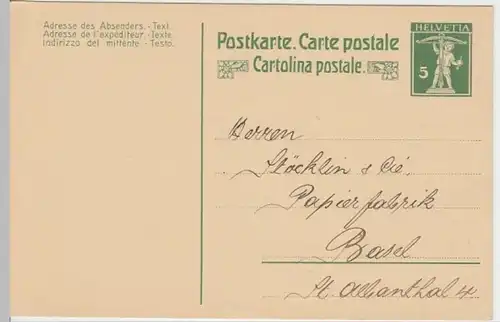 Adresse des Absenders. - Text.
Adresse de l'expéditeur. - Texte.
Indirizzo del mittente. - Testo.
Postkarte. Carte postale
Cartolina postale.
HELVETIA
5
Herren
Stöcklin & Cie.
Papierfabrik
Basel
St. Albanthal 4